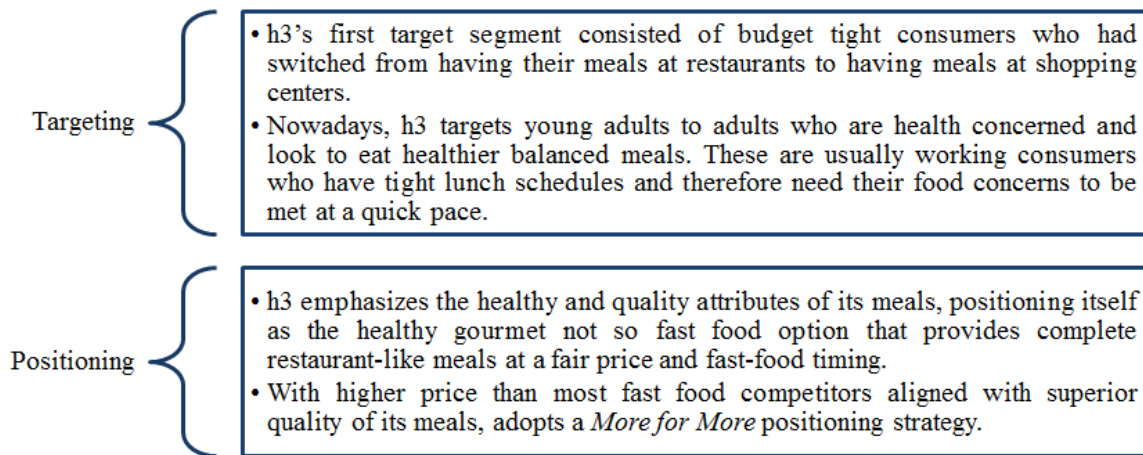 Targeting
• h3’s first target segment consisted of budget tight consumers who had
switched from having their meals at restaurants to having meals at shopping
centers.
• Nowadays, h3 targets young adults to adults who are health concerned and
look to eat healthier balanced meals. These are usually working consumers
who have tight lunch schedules and therefore need their food concerns to be
met at a quick pace.
Positioning
• h3 emphasizes the healthy and quality attributes of its meals, positioning itself
as the healthy gourmet not so fast food option that provides complete
restaurant-like meals at a fair price and fast-food timing.
• With higher price than most fast food competitors aligned with superior
quality of its meals, adopts a More for More positioning strategy.